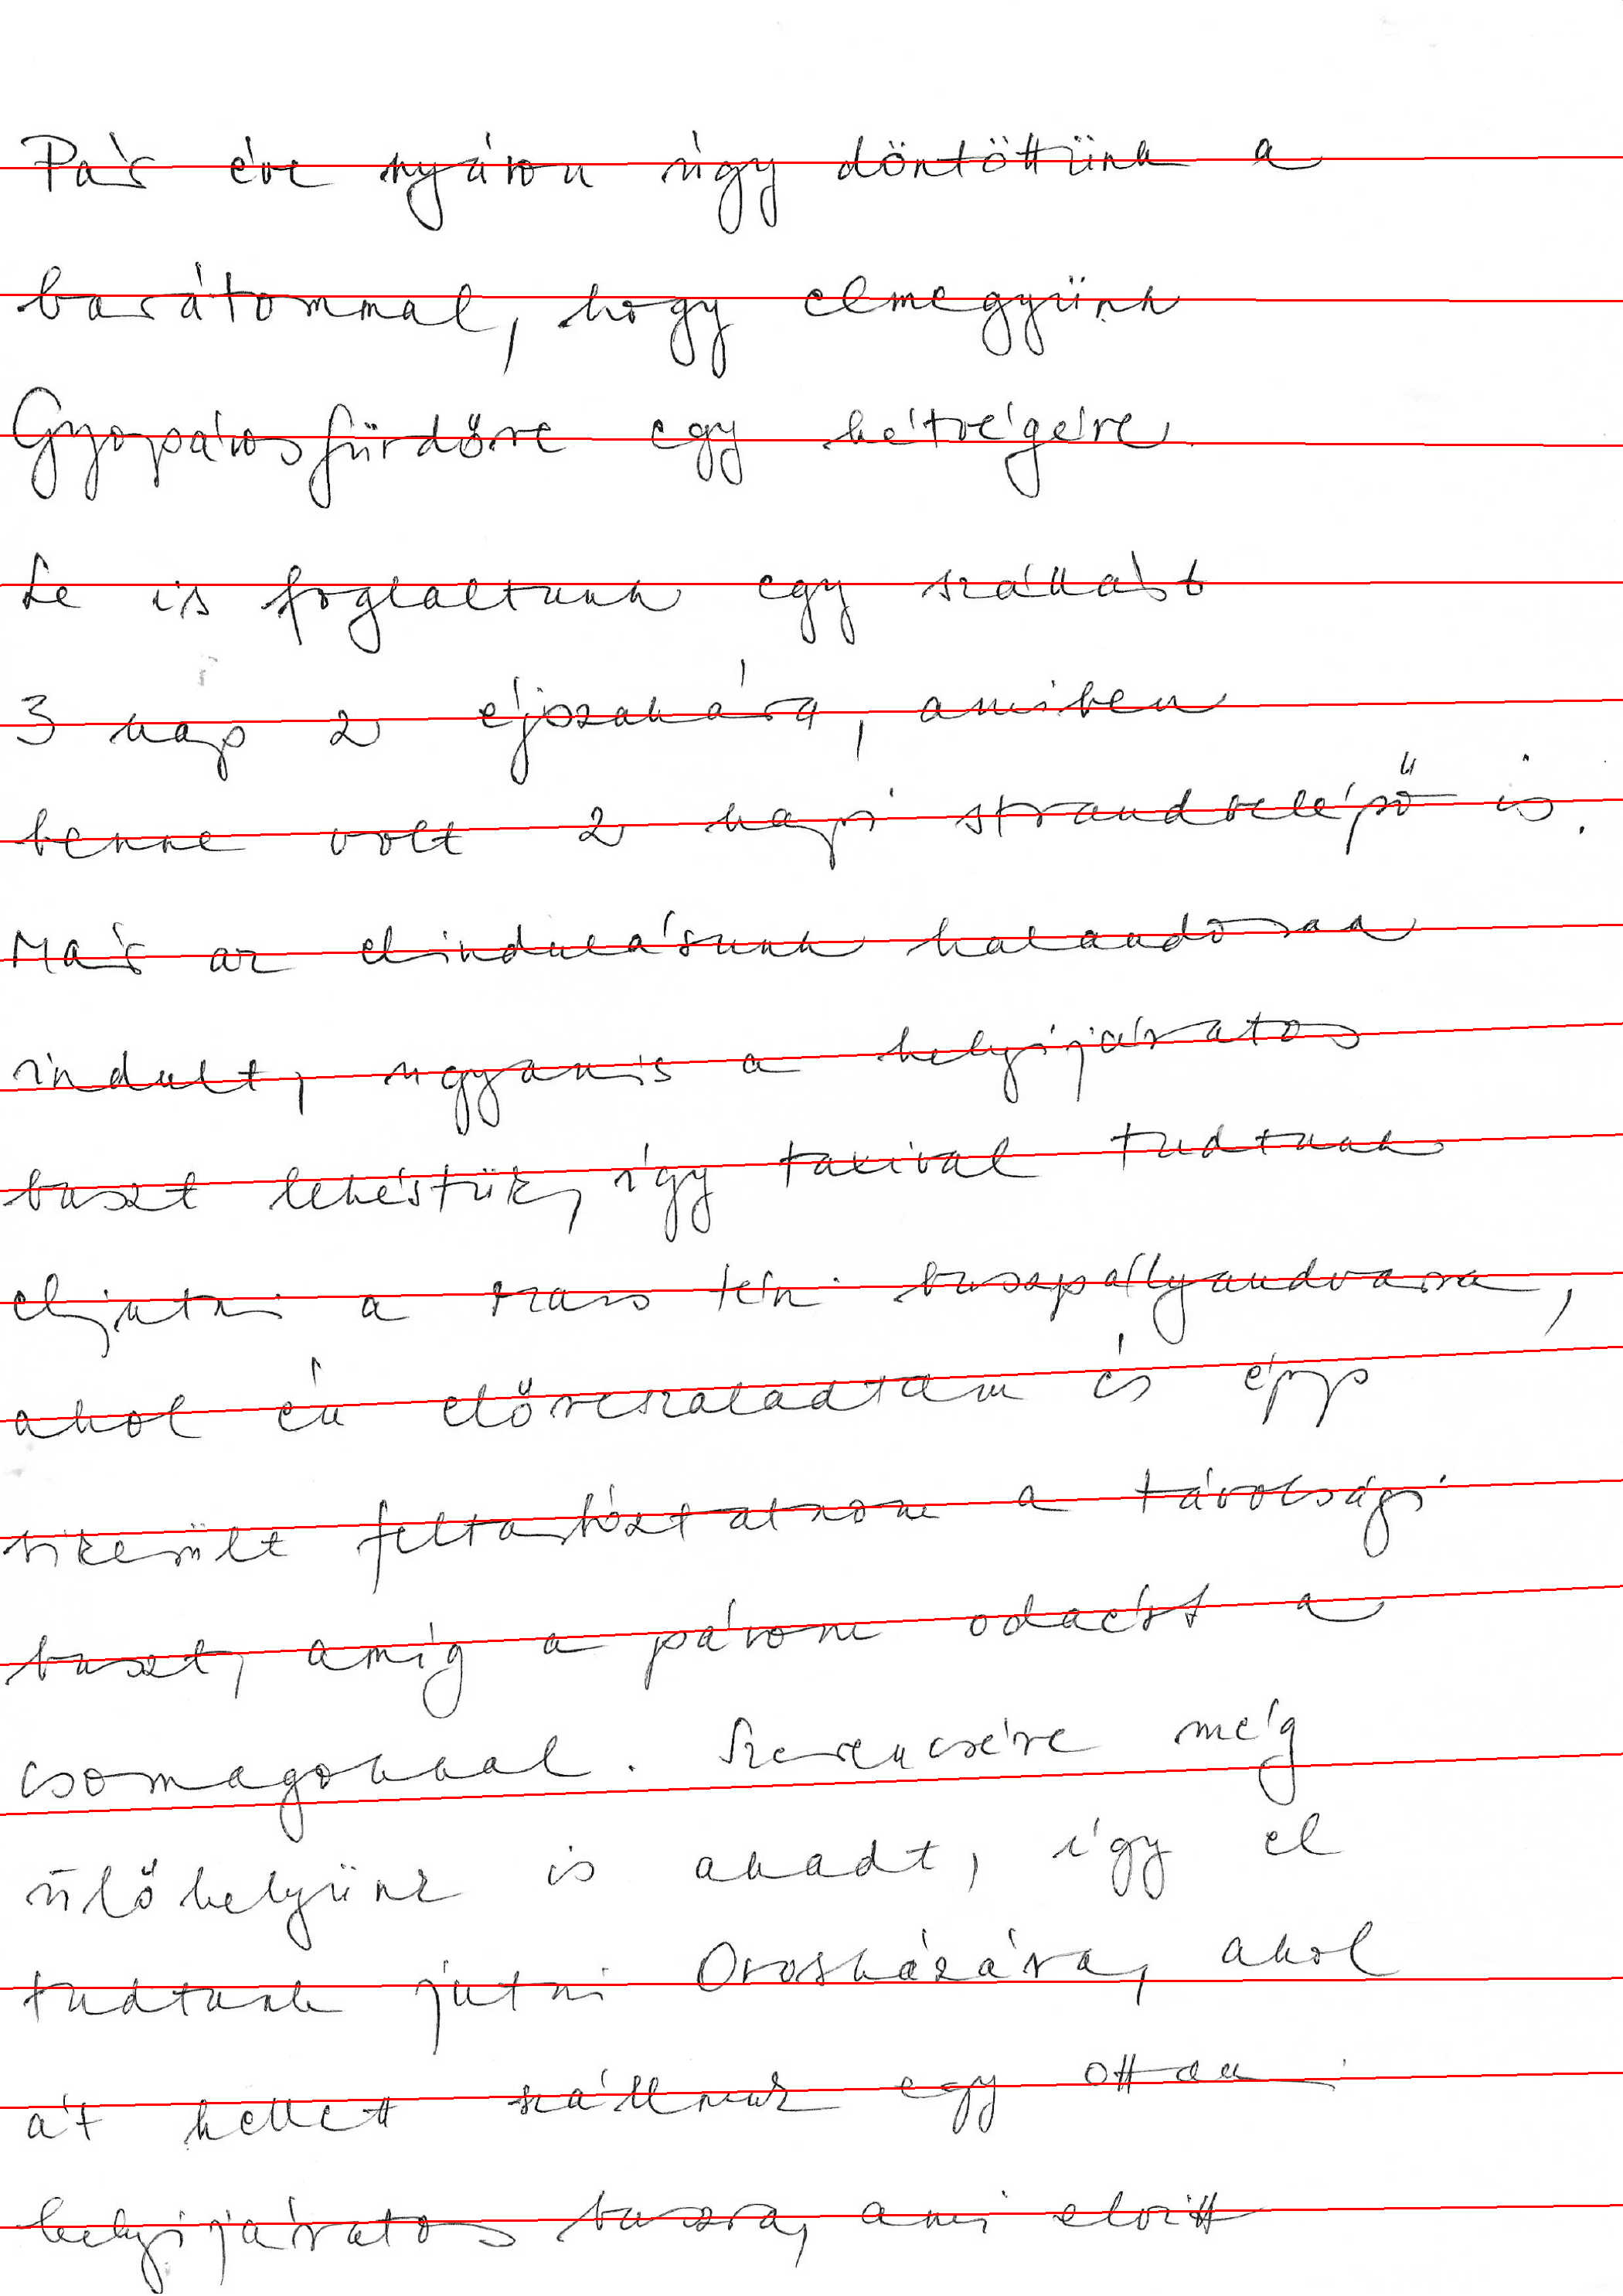 Pár éve nyáron úgy döntöttünk a
barátommal, hogy elmegyünk
Gyopárosfürdőre egy hétvégére.
Le is foglaltunk egy szállást
3 nap 2 éjszakára, amiben
benne volt 2 napi strandbelépő is.
Már az elindulásunk kalandosan
indult, ugyanis a helyijáratos
buszt lekéstük, így taxival tudtunk
eljutni a Mars téri buszpályaudvarra,
ahol én előreszaladtam és épp
sikerült feltartóztatnom a távolsági
buszt, amíg a párom odaért a
csomagokkal. Szerencsére még
ülőhelyünk is akadt, így el
tudtunk jutni Orosházára, ahol
át kellett szállnunk egy ottani
helyijáratos buszra, ami elvitt